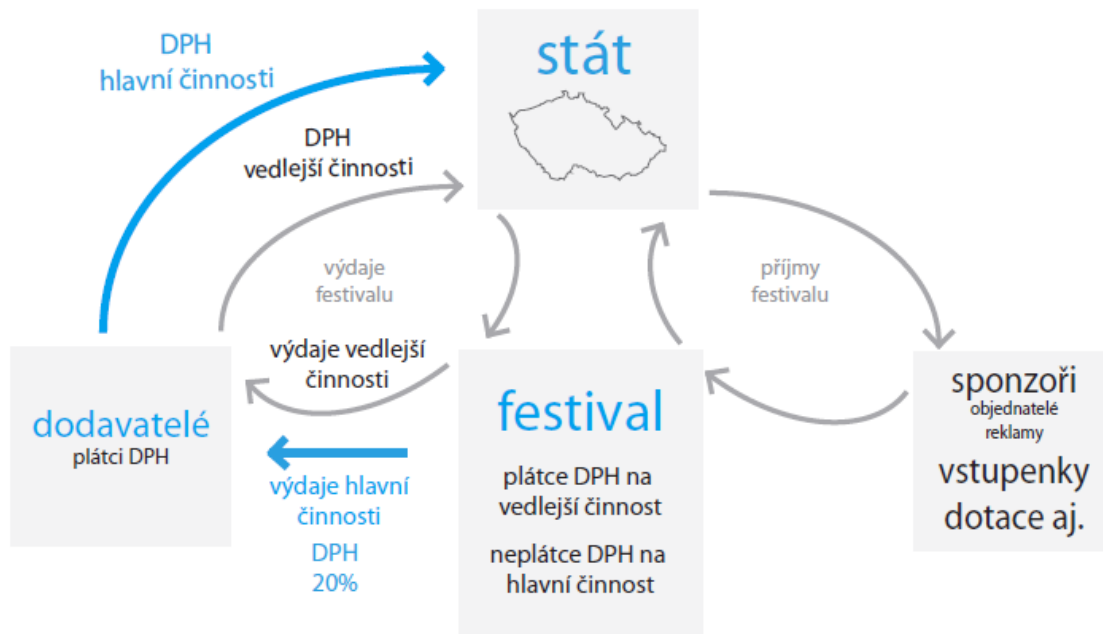 DPH
hlavní činnosti
stát
DPH
vedlejší činnosti
výdaje
festivalu
příjmy
festivalu
výdaje vedlejší
činnosti
dodavatelé
plátci DPH
výdaje hlavní
činnosti
DPH
20%
festival
plátce DPH na
vedlejší činnost
neplátce DPH na
hlavní činnost
sponzoři
objednatelé
reklamy
vstupenky
dotace aj.